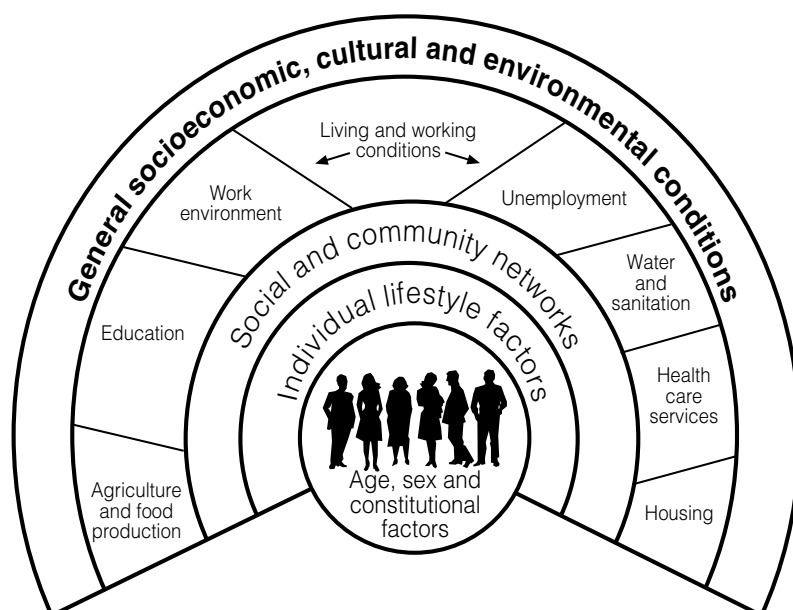 General socioeconomic, cultural and environmental conditions
Living and working
conditions
Work
environment
Unemployment
Education
Water
and
sanitation
Health
care
services
Agriculture
and food
production
Housing
Social and community networks
Individual lifestyle factors
Age, sex and
constitutional
factors